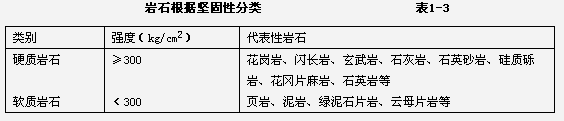 岩石根据坚固性分类 表1-3
类别 强度(kg/cm²) 代表性岩石
硬质岩石 ≥300 花岗岩、闪长岩、玄武岩、石灰岩、石英砂岩、硅质砾
岩、花冈片麻岩、石英岩等
软质岩石 <300 页岩、泥岩、绿泥石片岩、云母片岩等